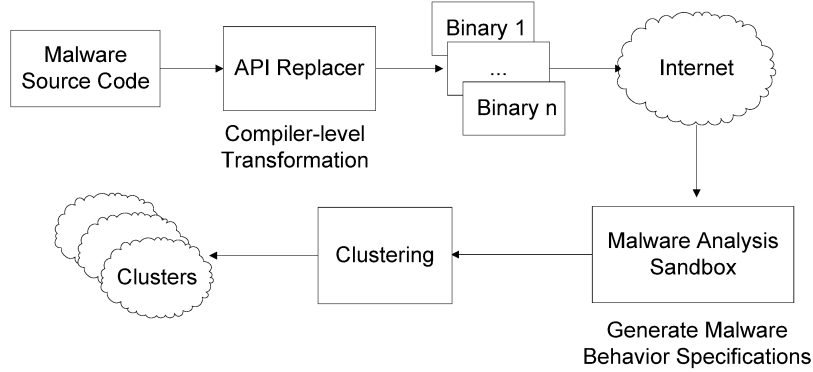 Malware
Source Code
API Replacer
Compiler-level
Transformation
Binary 1
...
Binary n
Internet
Malware Analysis
Sandbox
Generate Malware
Behavior Specifications
Clustering
Clusters